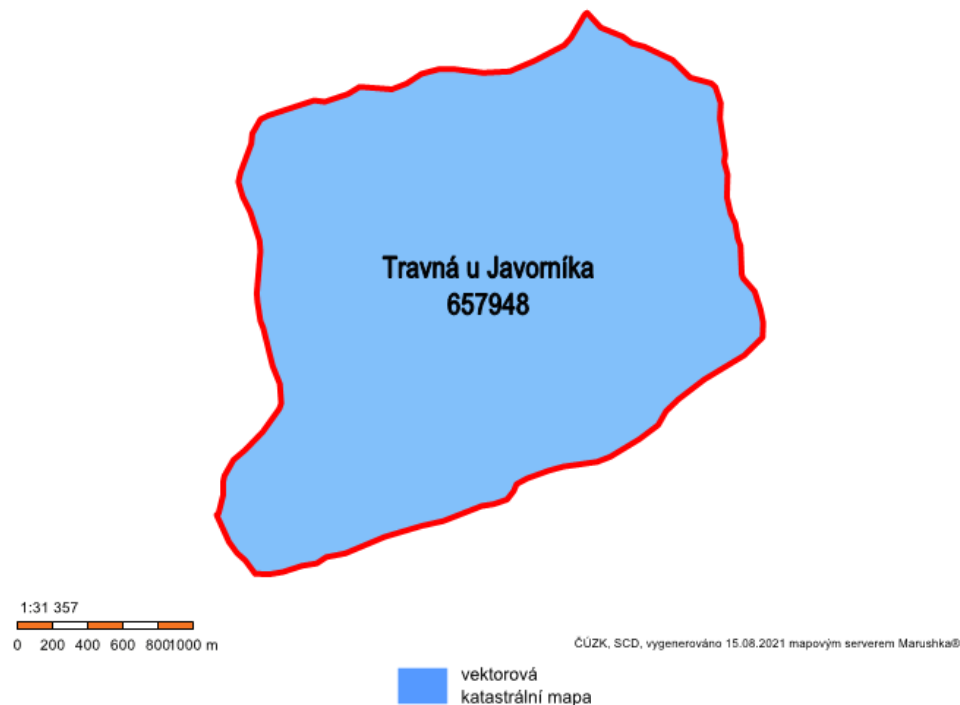 Travná u Javorníka
657948
1:31 357
0 200 400 600 8001000 m
ČÚZK, SCD, vygenerováno 15.08.2021 mapovým serverem Marushka®
vektorová
katastrální mapa